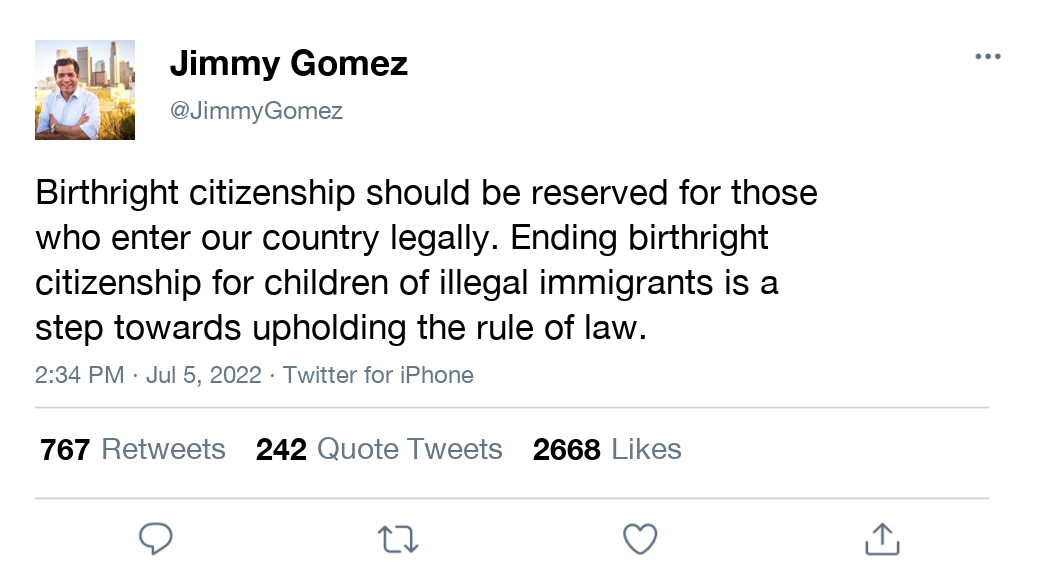 Jimmy Gomez
@JimmyGomez
Birthright citizenship should be reserved for those
who enter our country legally. Ending birthright
citizenship for children of illegal immigrants is a
step towards upholding the rule of law.
2:34 PM · Jul 5, 2022 · Twitter for iPhone
767 Retweets 242 Quote Tweets 2668 Likes